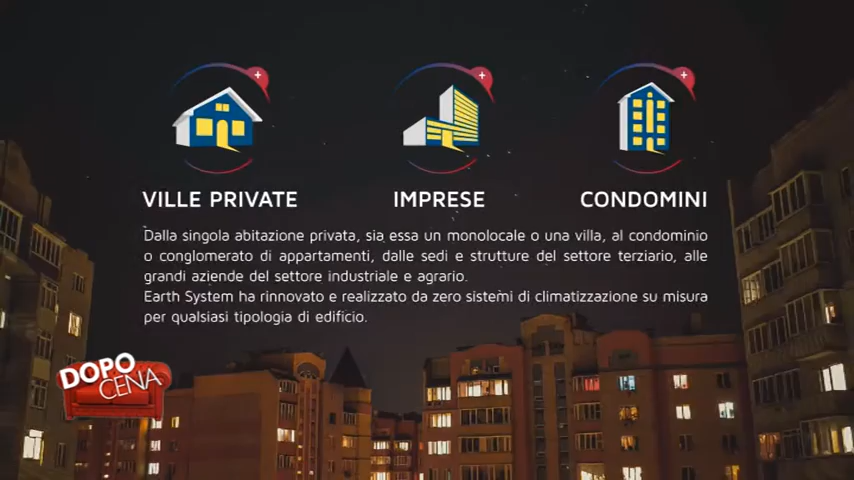 VILLE PRIVATE
IMPRESE
CONDOMINI
Dalla singola abitazione privata, sia essa un monolocale o una villa, al condominio
o conglomerato di appartamenti, dalle sedi e strutture del settore terziario, alle
grandi aziende del settore industriale e agrario.
Earth System ha rinnovato e realizzato da zero sistemi di climatizzazione su misura
per qualsiasi tipologia di edificio.
DOPO
CENA